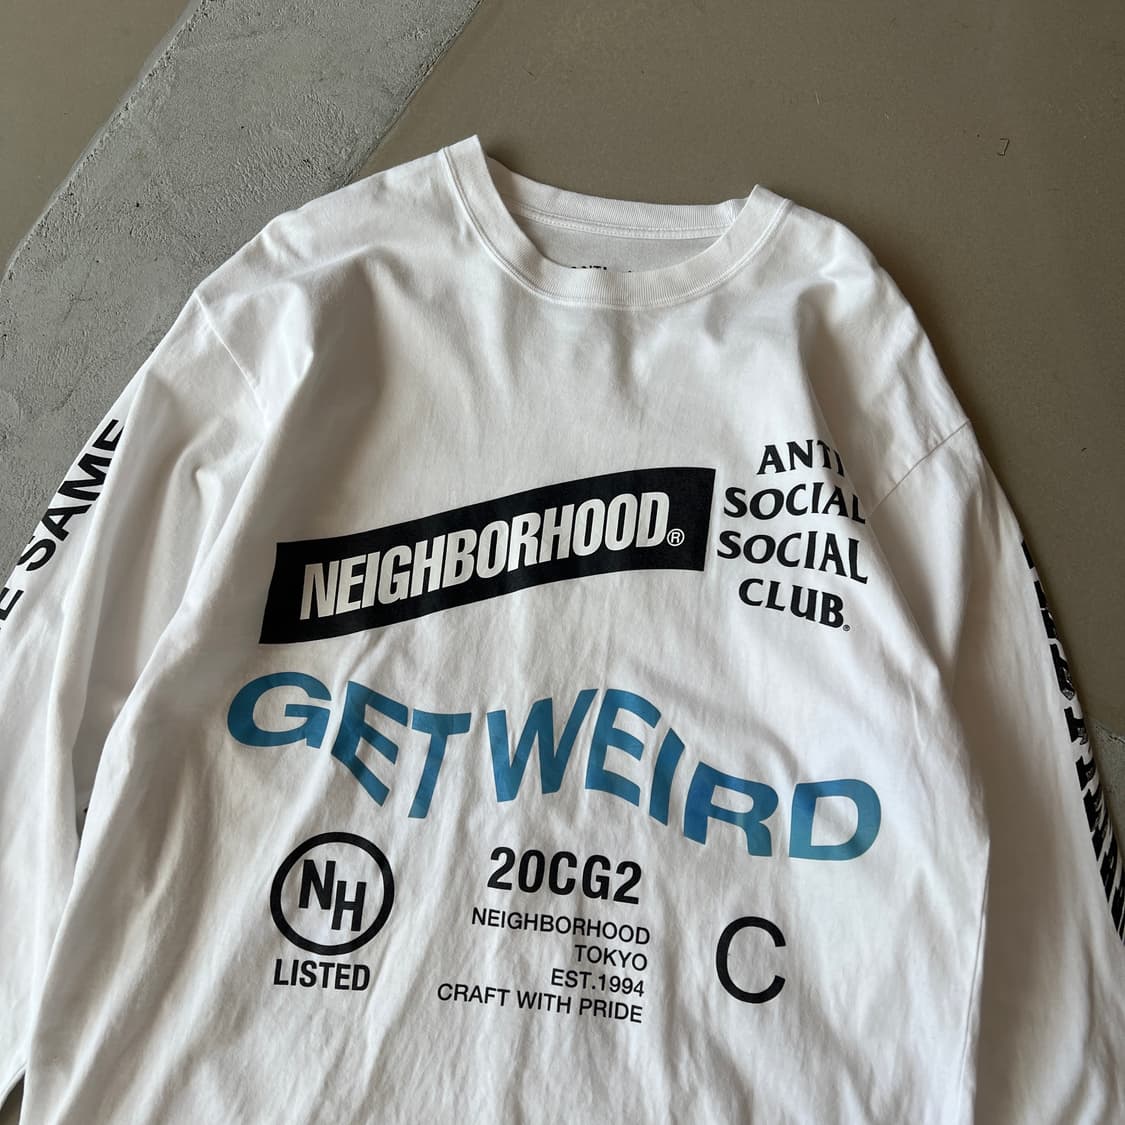 SAME
NEIGHBORHOOD®
ANTI
SOCIAL
SOCIAL
CLUB®
GET WEIRD
NH
LISTED
20CG2
NEIGHBORHOOD
TOKYO
EST.1994
CRAFT WITH PRIDE
C